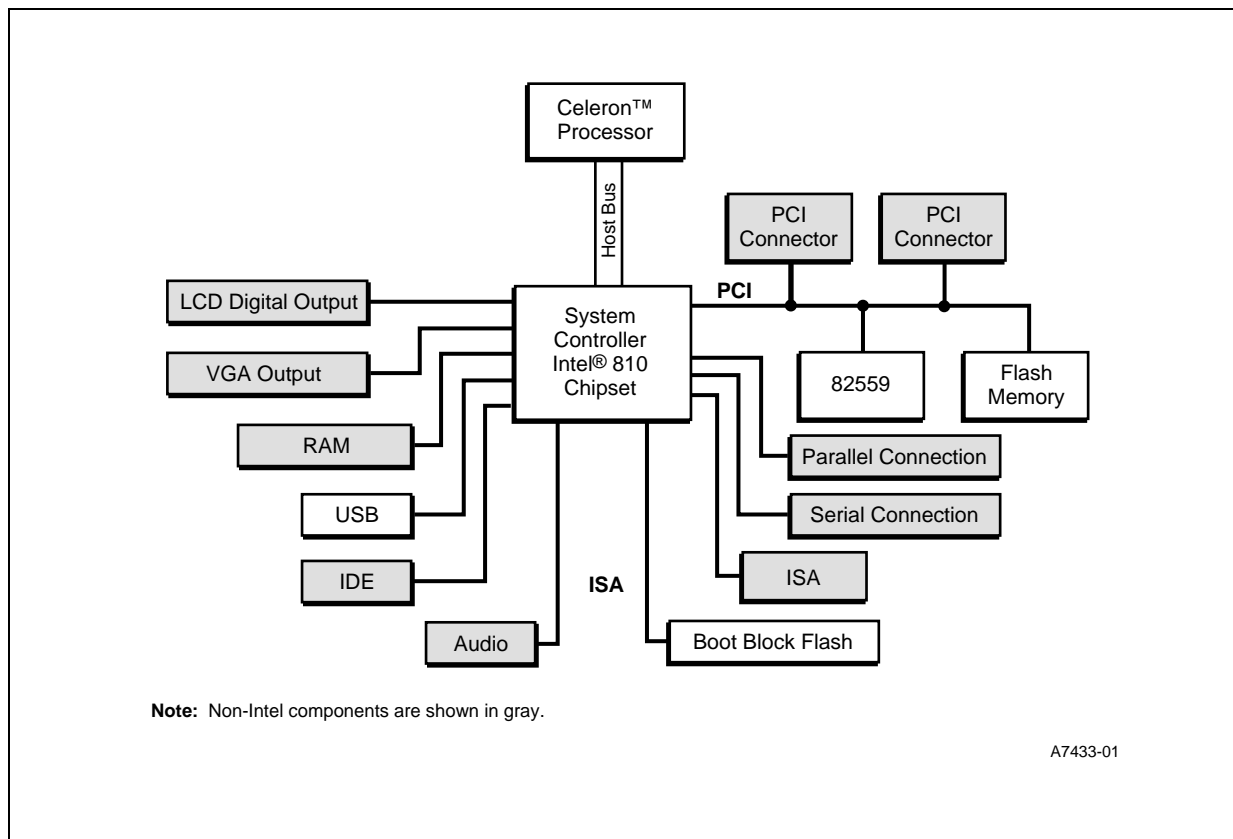 Celeron™
Processor
Host Bus
PCI
Connector
PCI
Connector
PCI
LCD Digital Output
System
Controller
Intel® 810
Chipset
VGA Output
82559
Flash
Memory
RAM
Parallel Connection
USB
Serial Connection
IDE
ISA
ISA
Audio
Boot Block Flash
Note: Non-Intel components are shown in gray.
A7433-01